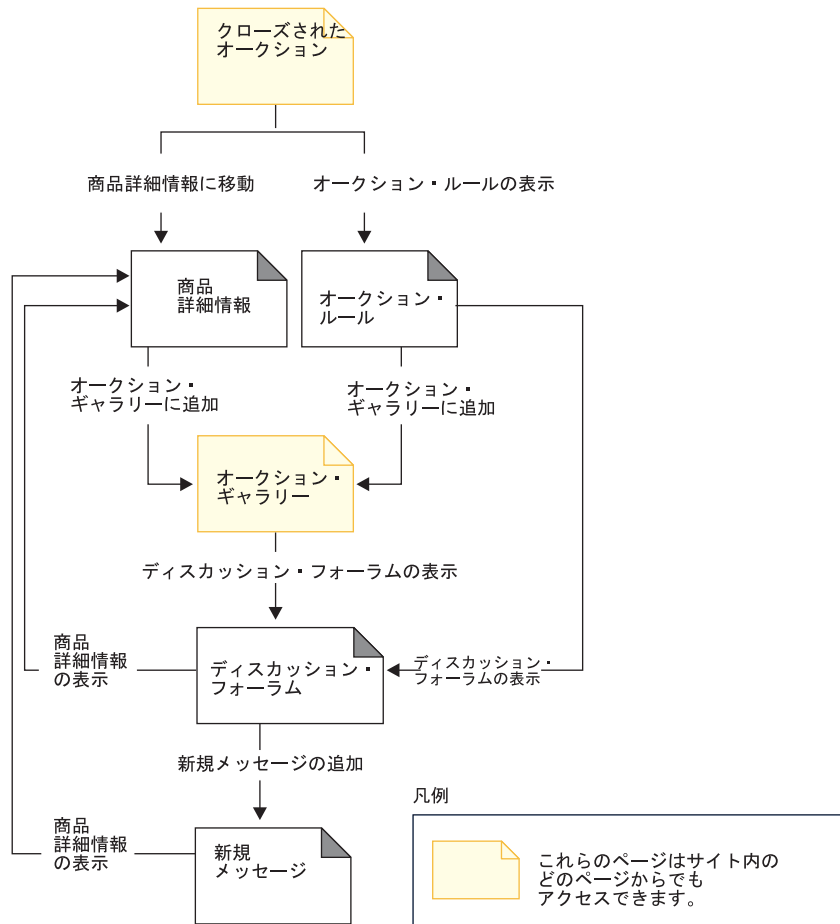 クローズされた
オークション
商品詳細情報に移動
オークション・ルールの表示
商品
詳細情報
オークション・
ルール
オークション・
ギャラリーに追加
オークション・
ギャラリーに追加
オークション・
ギャラリー
ディスカッション・フォーラムの表示
商品
詳細情報
の表示
ディスカッション・
フォーラム
ディスカッション・
フォーラムの表示
新規メッセージの追加
商品
詳細情報
の表示
新規
メッセージ
凡例
これらのページはサイト内の
どのページからでも
アクセスできます。